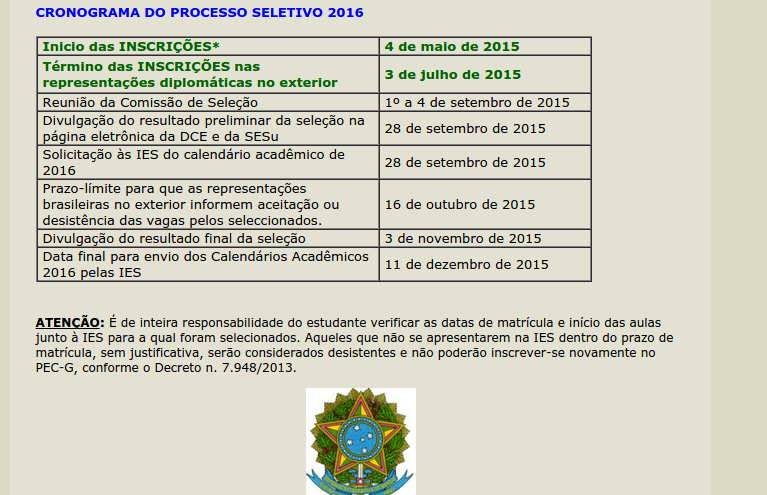 CRONOGRAMA DO PROCESSO SELETIVO 2016
Inicio das INSCRIÇÕES* 4 de maio de 2015
Término das INSCRIÇÕES nas
representações diplomáticas no exterior 3 de julho de 2015
Reunião da Comissão de Seleção 1º a 4 de setembro de 2015
Divulgação do resultado preliminar da seleção na
página eletrônica da DCE e da SESu 28 de setembro de 2015
Solicitação às IES do calendário acadêmico de
2016 28 de setembro de 2015
Prazo-límite para que as representações
brasileiras no exterior informem aceitação ou
desistência das vagas pelos seleccionados. 16 de outubro de 2015
Divulgação do resultado final da seleção 3 de novembro de 2015
Data final para envio dos Calendários Acadêmicos
2016 pelas IES 11 de dezembro de 2015
ATENÇÃO: É de inteira responsabilidade do estudante verificar as datas de matrícula e início das aulas
junto à IES para a qual foram selecionados. Aqueles que não se apresentarem na IES dentro do prazo de
matrícula, sem justificativa, serão considerados desistentes e não poderão inscrever-se novamente no
PEC-G, conforme o Decreto n. 7.948/2013.